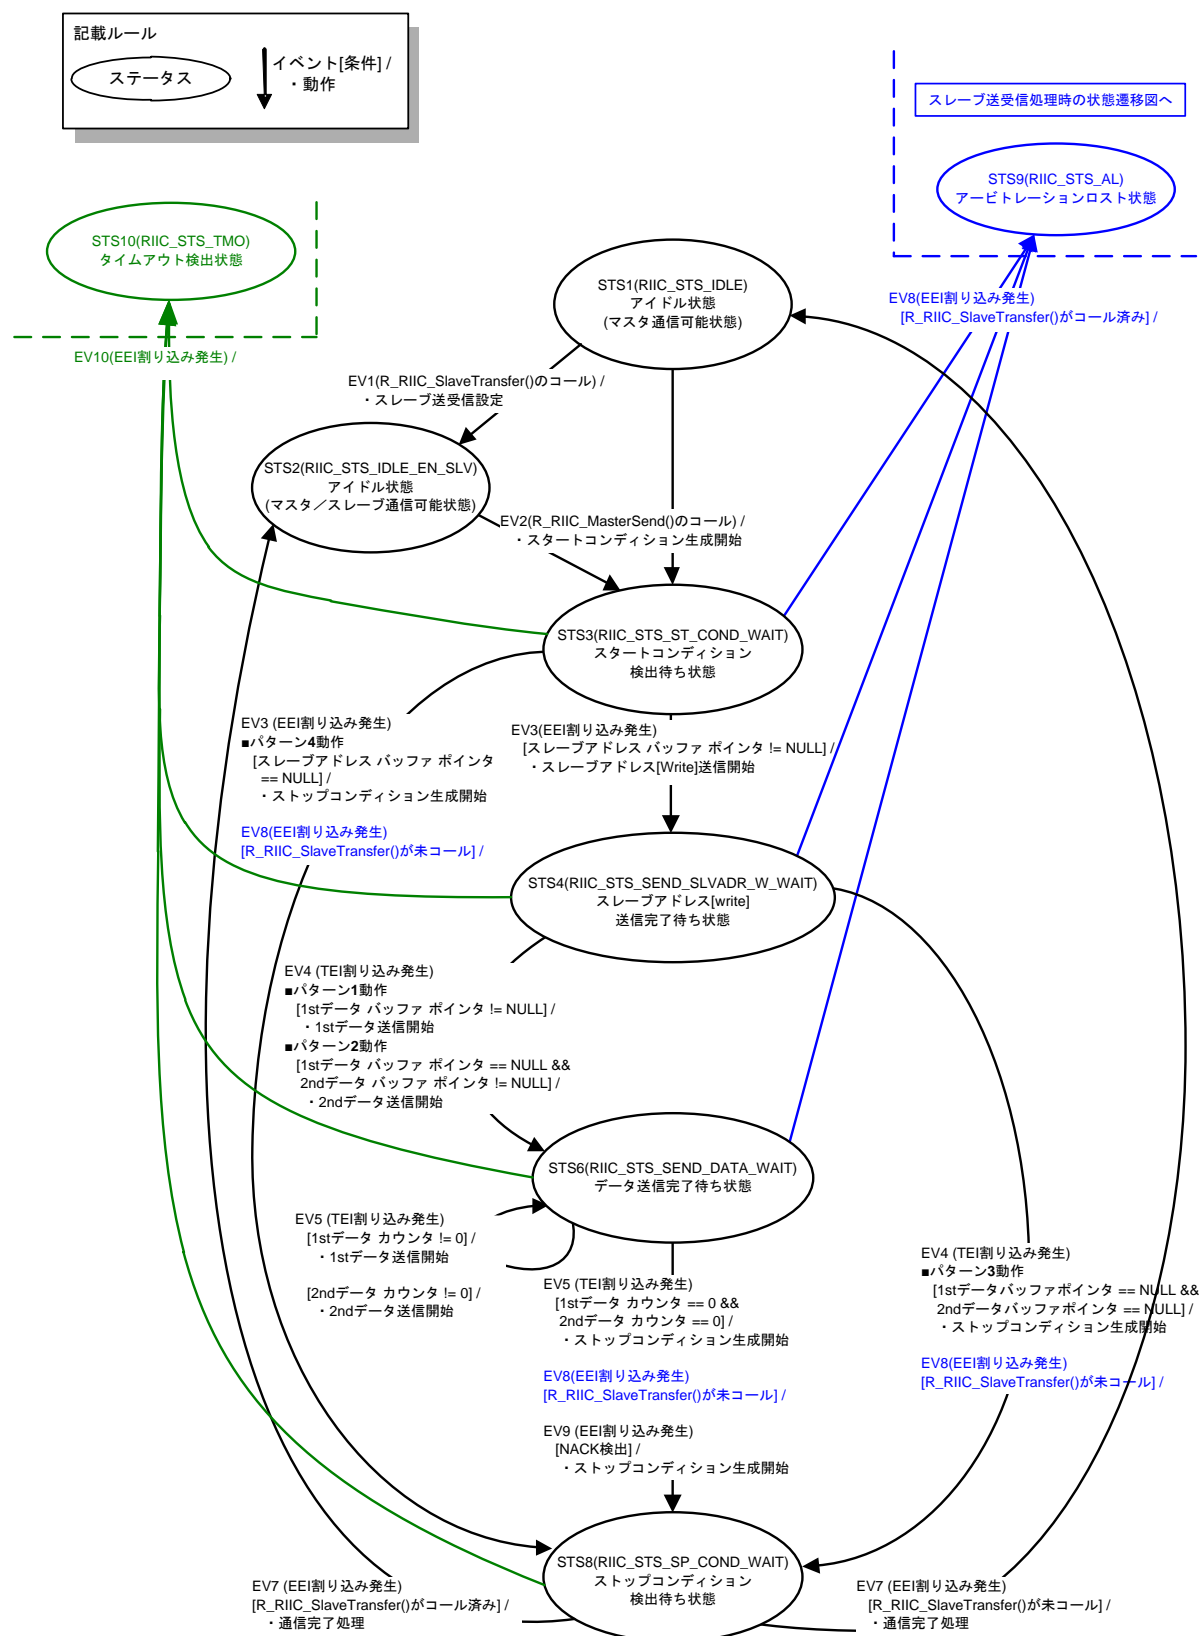 記載ルール
ステータス
イベント[条件] /
・動作
スレーブ送受信処理時の状態遷移図へ
STS9(RIIC_STS_AL)
アービトレーションロスト状態
STS10(RIIC_STS_TMO)
タイムアウト検出状態
STS1(RIIC_STS_IDLE)
アイドル状態
(マスタ通信可能状態)
EV8(EEI割り込み発生)
[R_RIIC_SlaveTransfer()がコール済み] /
EV10(EEI割り込み発生) /
EV1(R_RIIC_SlaveTransfer()のコール) /
・スレーブ送受信設定
STS2(RIIC_STS_IDLE_EN_SLV)
アイドル状態
(マスタ／スレーブ通信可能状態)
EV2(R_RIIC_MasterSend()のコール) /
・スタートコンディション生成開始
STS3(RIIC_STS_ST_COND_WAIT)
スタートコンディション
検出待ち状態
EV3 (EEI割り込み発生)
■パターン4動作
[スレーブアドレス バッファ ポインタ
== NULL] /
・ストップコンディション生成開始
EV8(EEI割り込み発生)
[R_RIIC_SlaveTransfer()が未コール] /
EV3(EEI割り込み発生)
[スレーブアドレス バッファ ポインタ != NULL] /
・スレーブアドレス[Write]送信開始
STS4(RIIC_STS_SEND_SLVADR_W_WAIT)
スレーブアドレス[write]
送信完了待ち状態
EV4 (TEI割り込み発生)
■パターン1動作
[1stデータ バッファ ポインタ != NULL] /
・1stデータ送信開始
■パターン2動作
[1stデータ バッファ ポインタ == NULL &&
2ndデータ バッファ ポインタ != NULL] /
・2ndデータ送信開始
STS6(RIIC_STS_SEND_DATA_WAIT)
データ送信完了待ち状態
EV5 (TEI割り込み発生)
[1stデータ カウンタ != 0] /
・1stデータ送信開始
[2ndデータ カウンタ != 0] /
・2ndデータ送信開始
EV5 (TEI割り込み発生)
[1stデータ カウンタ == 0 &&
2ndデータ カウンタ == 0] /
・ストップコンディション生成開始
EV8(EEI割り込み発生)
[R_RIIC_SlaveTransfer()が未コール] /
EV9 (EEI割り込み発生)
[NACK検出] /
・ストップコンディション生成開始
EV4 (TEI割り込み発生)
■パターン3動作
[1stデータバッファポインタ == NULL &&
2ndデータバッファポインタ == NULL] /
・ストップコンディション生成開始
EV8(EEI割り込み発生)
[R_RIIC_SlaveTransfer()が未コール] /
STS8(RIIC_STS_SP_COND_WAIT)
ストップコンディション
検出待ち状態
EV7 (EEI割り込み発生)
[R_RIIC_SlaveTransfer()がコール済み] /
・通信完了処理
EV7 (EEI割り込み発生)
[R_RIIC_SlaveTransfer()が未コール] /
・通信完了処理